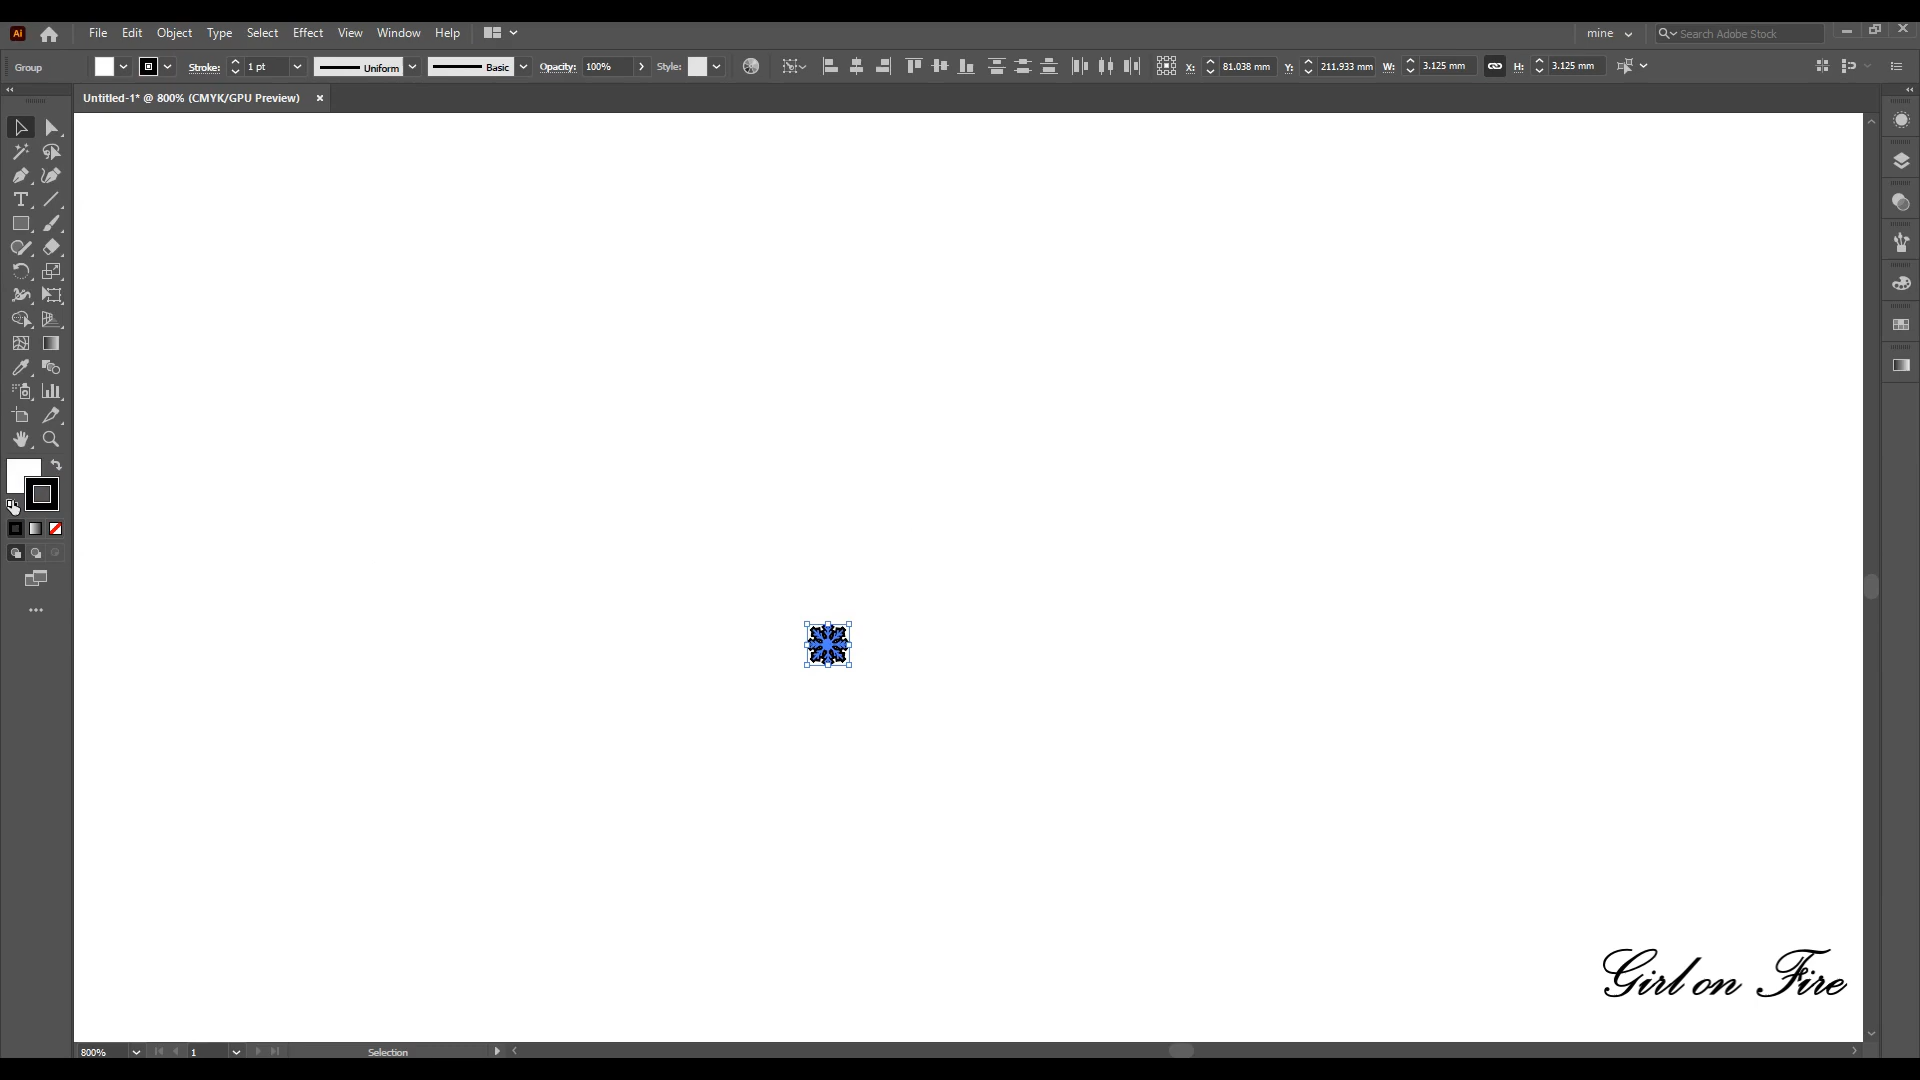 Ai File Edit Object Type Select Effect View Window Help mine Search Adobe Stock
Group Stroke: 1 pt Uniform Basic Opacity: 100% Style: X: 81.038 mm Y: 211.933 mm W: 3.125 mm H: 3.125 mm
Untitled-1* @ 800% (CMYK/GPU Preview) ×
Girl on Fire
800% 1 Selection